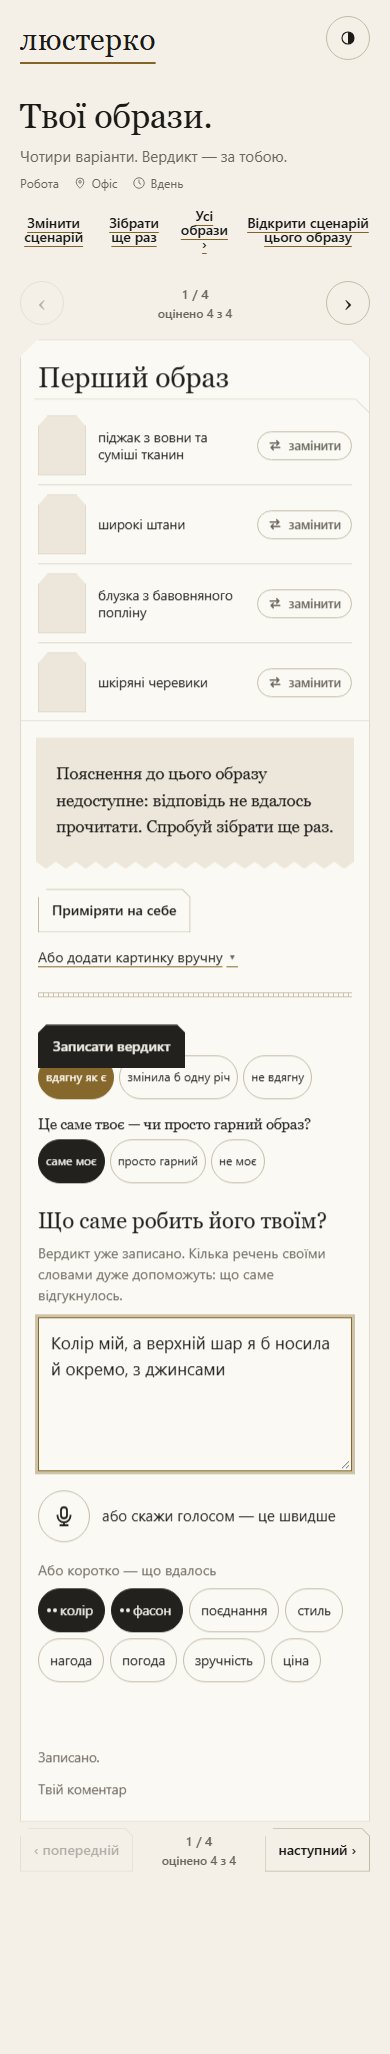 люстерко
Твої образи.
Чотири варіанти. Вердикт — за тобою.
Робота Офіс Вдень
Змінити
сценарій
Зібрати
ще раз
Усі
образи
›
Відкрити сценарій
цього образу
‹
1 / 4
оцінено 4 з 4
›
Перший образ
піджак з вовни та
суміші тканин
замінити
широкі штани
замінити
блузка з бавовняного
попліну
замінити
шкіряні черевики
замінити
Пояснення до цього образу
недоступне: відповідь не вдалось
прочитати. Спробуй зібрати ще раз.
Приміряти на себе
Або додати картинку вручну ▾
Записати вердикт
вдягну як є змінила б одну річ не вдягну
Це саме твоє — чи просто гарний образ?
саме моє просто гарний не моє
Що саме робить його твоїм?
Вердикт уже записано. Кілька речень своїми
словами дуже допоможуть: що саме
відгукнулось.
Колір мій, а верхній шар я б носила
й окремо, з джинсами
або скажи голосом — це швидше
Або коротко — що вдалось
•• колір •• фасон поєднання стиль
нагода погода зручність ціна
Записано.
Твій коментар
‹ попередній
1 / 4
оцінено 4 з 4
наступний ›